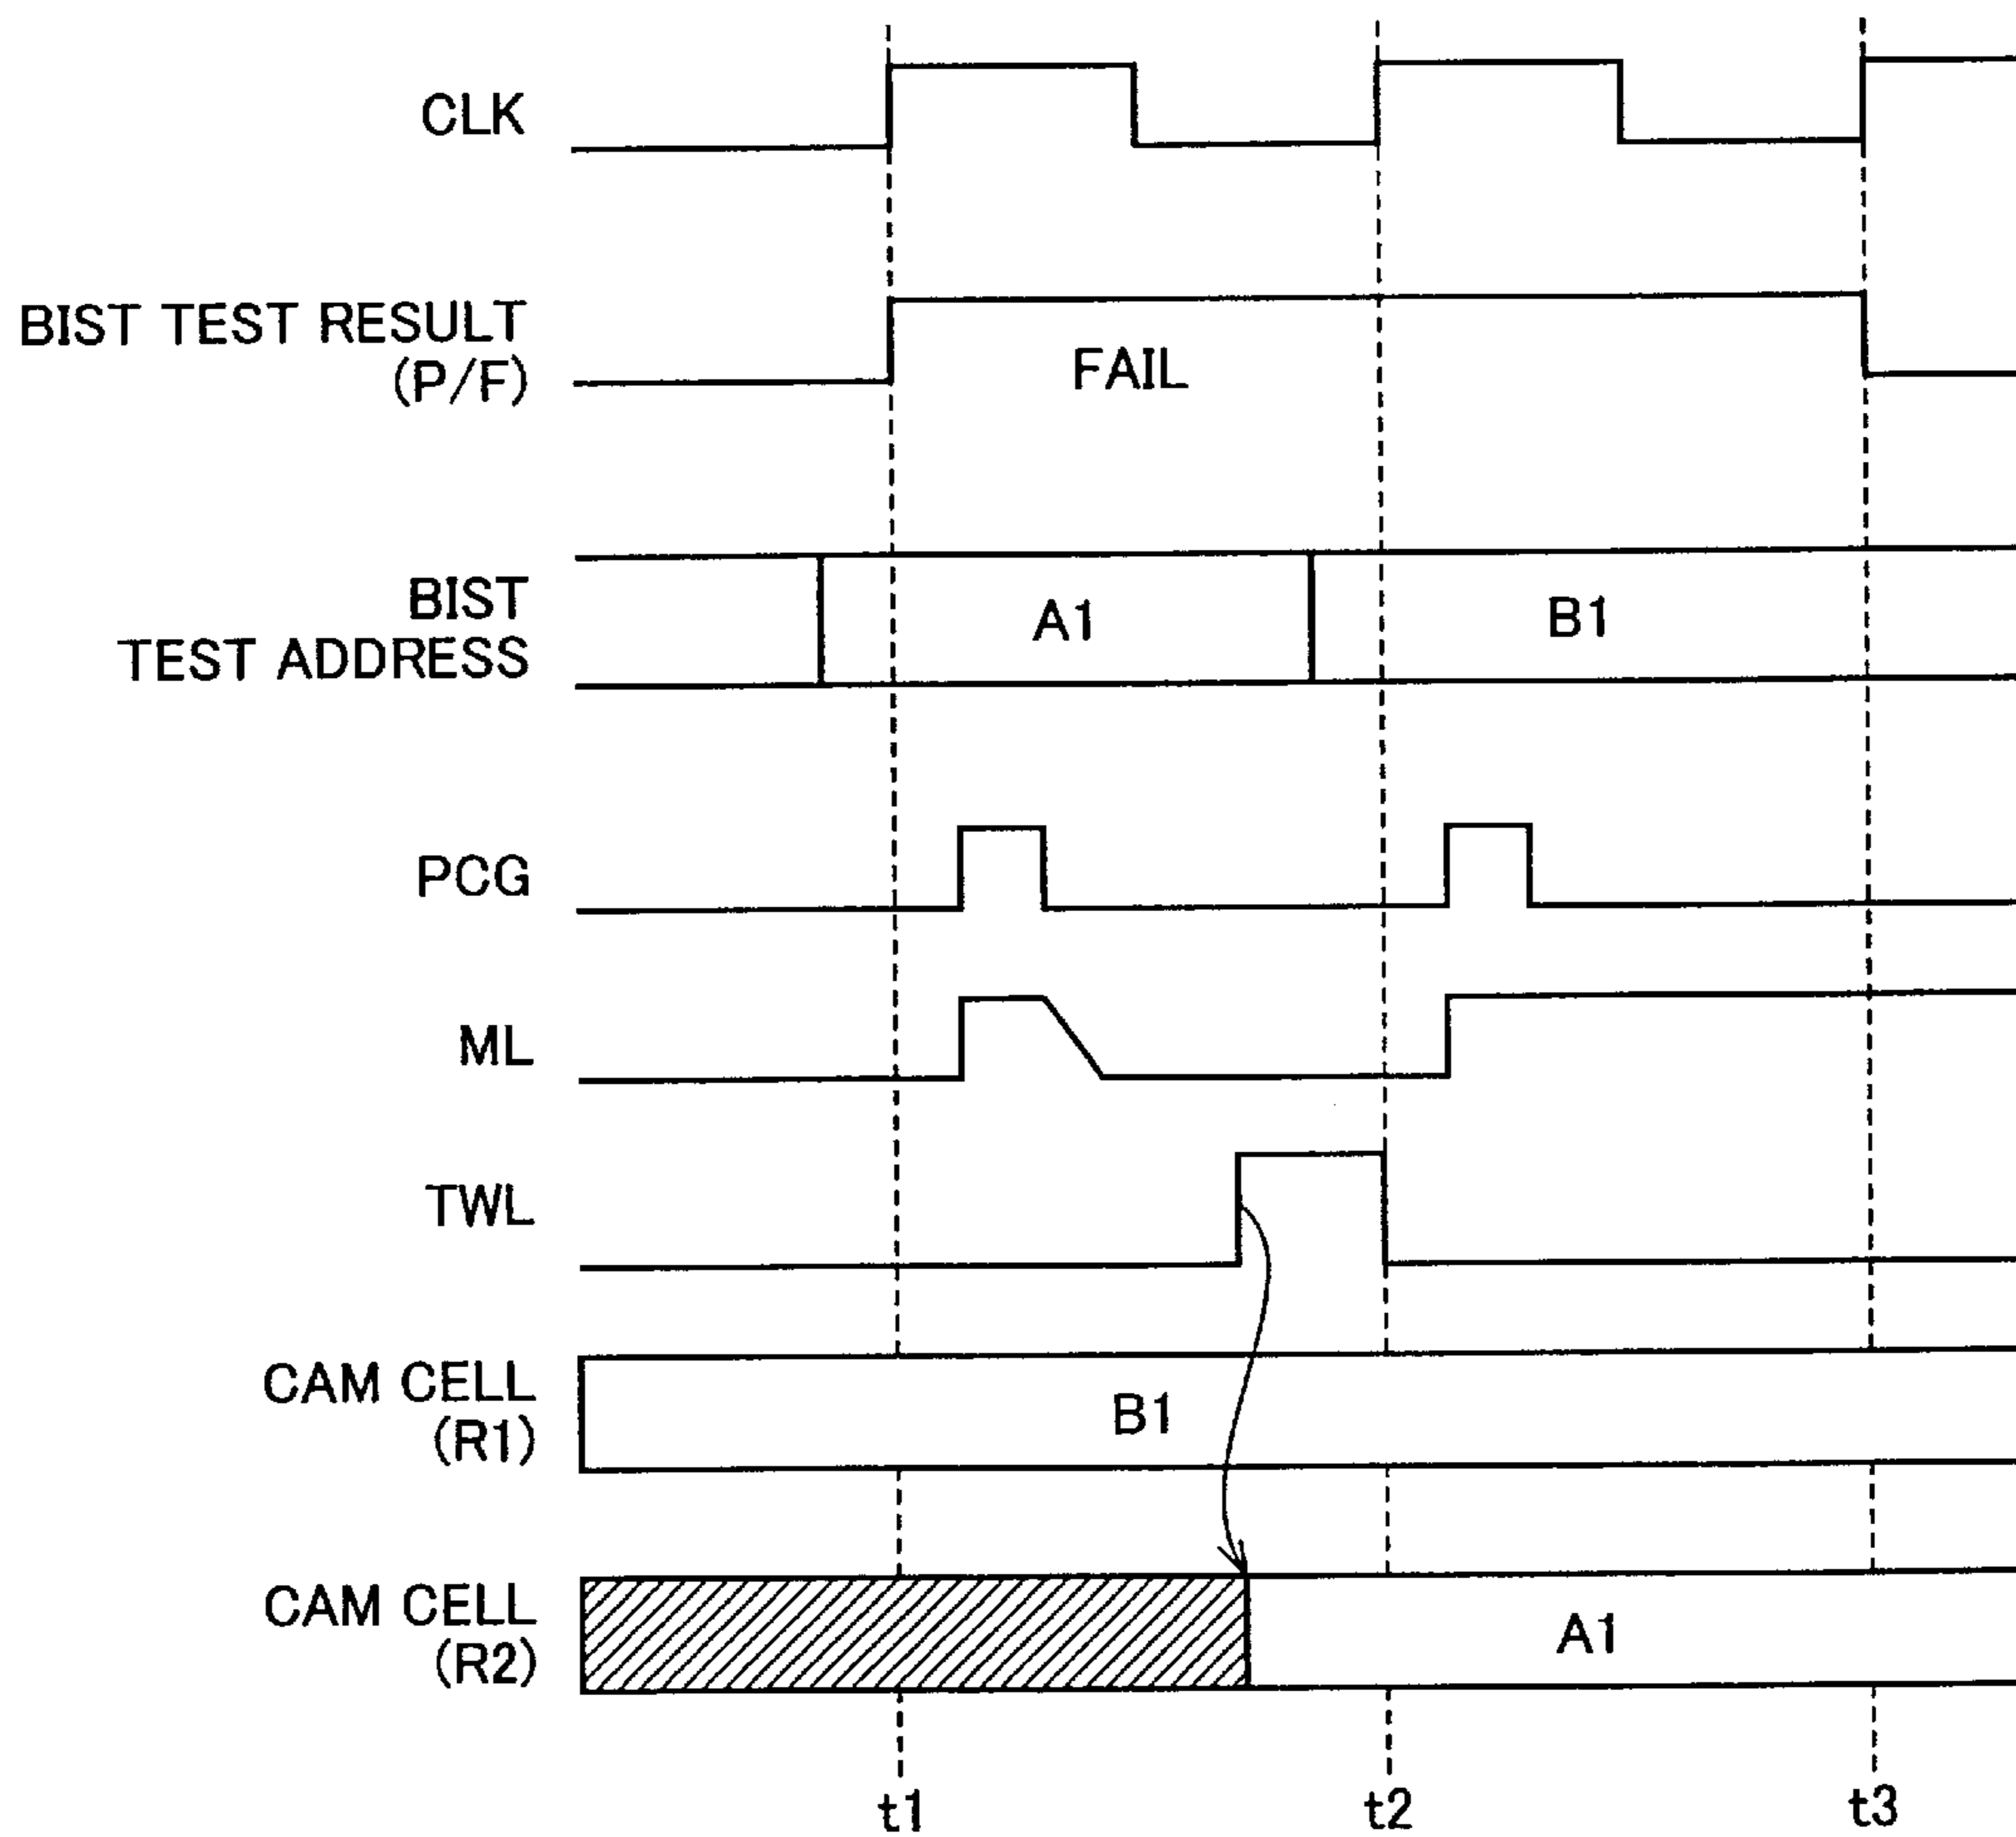 CLK
BIST TEST RESULT
(P/F)
FAIL
BIST
TEST ADDRESS
A1
B1
PCG
ML
TWL
CAM CELL
(R1)
B1
CAM CELL
(R2)
A1
t1
t2
t3